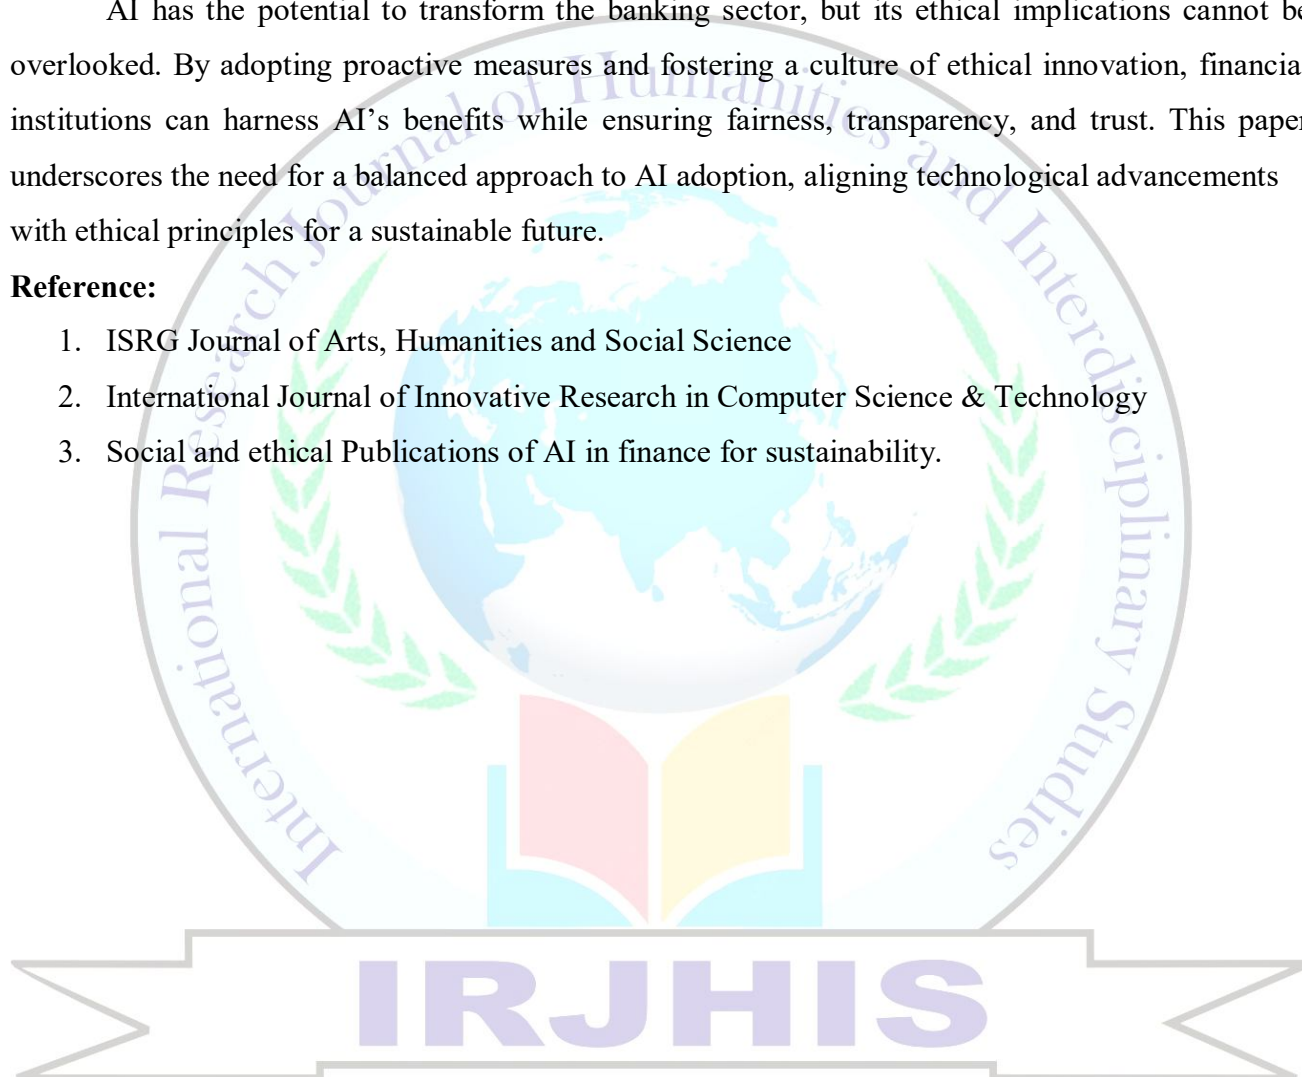 AI has the potential to transform the banking sector, but its ethical implications cannot be
overlooked. By adopting proactive measures and fostering a culture of ethical innovation, financia
institutions can harness AI’s benefits while ensuring fairness, transparency, and trust. This paper
underscores the need for a balanced approach to AI adoption, aligning technological advancements
with ethical principles for a sustainable future.
Reference:
1. ISRG Journal of Arts, Humanities and Social Science
2. International Journal of Innovative Research in Computer Science & Technology
3. Social and ethical Publications of AI in finance for sustainability.
International Research Journal of Humanities and Interdisciplinary Studies
IRJHIS